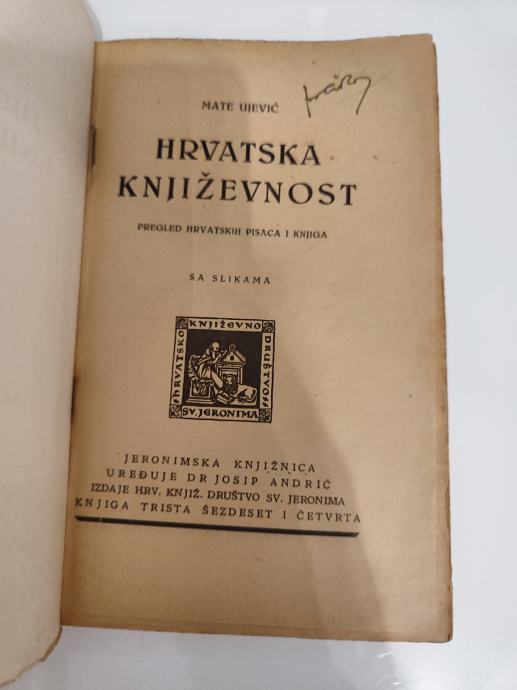 MATE UJEVIĆ
HRVATSKA
KNJIŽEVNOST
PREGLED HRVATSKIH PISACA I KNJIGA
SA SLIKAMA
HRVATSKO
KNJIŽEVNO
DRUŠTVO
SV. JERONIMA
JERONIMSKA KNJIŽNICA
UREĐUJE DR JOSIP ANDRIĆ
IZDAJE HRV. KNJIŽ. DRUŠTVO SV. JERONIMA
KNJIGA TRISTA ŠEZDESET I ČETVRTA